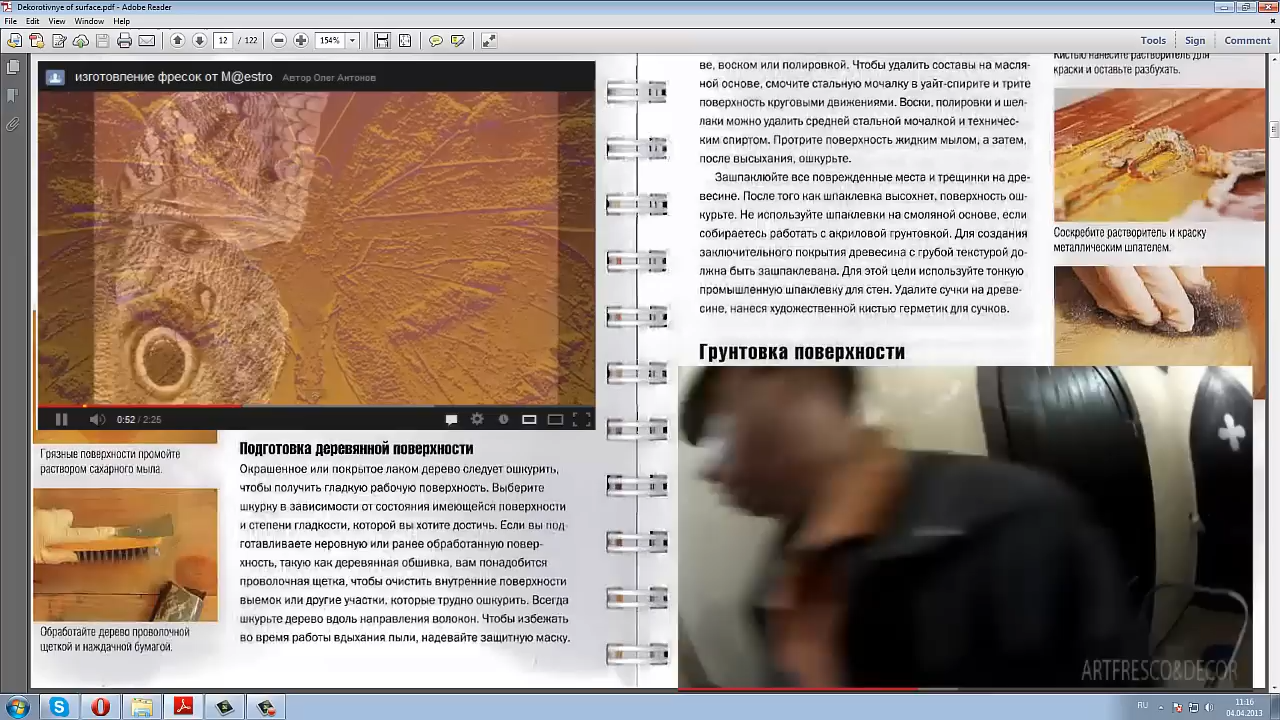 Dekorotivnye of surface.pdf - Adobe Reader
File Edit View Window Help
12 / 122 154% Tools Sign Comment
изготовление фресок от M@estro Автор Олег Антонов
0:52 / 2:25
Грязные поверхности промойте
раствором сахарного мыла.
Обработайте дерево проволочной
щеткой и наждачной бумагой.
Подготовка деревянной поверхности
Окрашенное или покрытое лаком дерево следует ошкурить,
чтобы получить гладкую рабочую поверхность. Выберите
шкурку в зависимости от состояния имеющейся поверхности
и степени гладкости, которой вы хотите достичь. Если вы под-
готавливаете неровную или ранее обработанную повер-
хность, такую как деревянная обшивка, вам понадобится
проволочная щетка, чтобы очистить внутренние поверхности
выемок или другие участки, которые трудно ошкурить. Всегда
шкурьте дерево вдоль направления волокон. Чтобы избежать
во время работы вдыхания пыли, надевайте защитную маску.
ве, воском или полировкой. Чтобы удалить составы на масля-
ной основе, смочите стальную мочалку в уайт-спирите и трите
поверхность круговыми движениями. Воски, полировки и шел-
лаки можно удалить средней стальной мочалкой и техничес-
ким спиртом. Протрите поверхность жидким мылом, а затем,
после высыхания, ошкурьте.
Зашпаклюйте все поврежденные места и трещинки на дре-
весине. После того как шпаклевка высохнет, поверхность ош-
курьте. Не используйте шпаклевки на смоляной основе, если
собираетесь работать с акриловой грунтовкой. Для создания
заключительного покрытия древесина с грубой текстурой до-
лжна быть зашпаклевана. Для этой цели используйте тонкую
промышленную шпаклевку для стен. Удалите сучки на древе-
сине, нанеся художественной кистью герметик для сучков.
Грунтовка поверхности
Кистью нанесите растворитель для
краски и оставьте разбухать.
Соскребите растворитель и краску
металлическим шпателем.
ARTFRESCO&DECOR
RU 11:16
04.04.2013